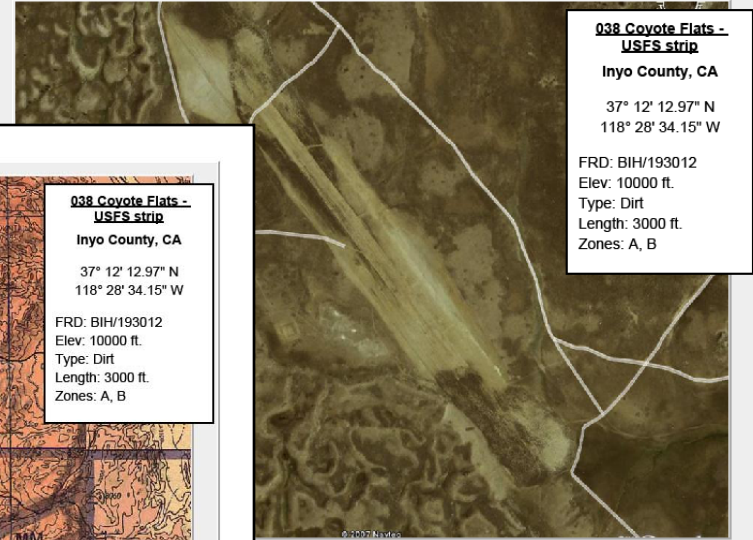 038 Coyote Flats -
USFS strip
Inyo County, CA
37° 12' 12.97" N
118° 28' 34.15" W
FRD: BIH/193012
Elev: 10000 ft.
Type: Dirt
Length: 3000 ft.
Zones: A, B
038 Coyote Flats -
USFS strip
Inyo County, CA
37° 12' 12.97" N
118° 28' 34.15" W
FRD: BIH/193012
Elev: 10000 ft.
Type: Dirt
Length: 3000 ft.
Zones: A, B
© 2007 Navteq